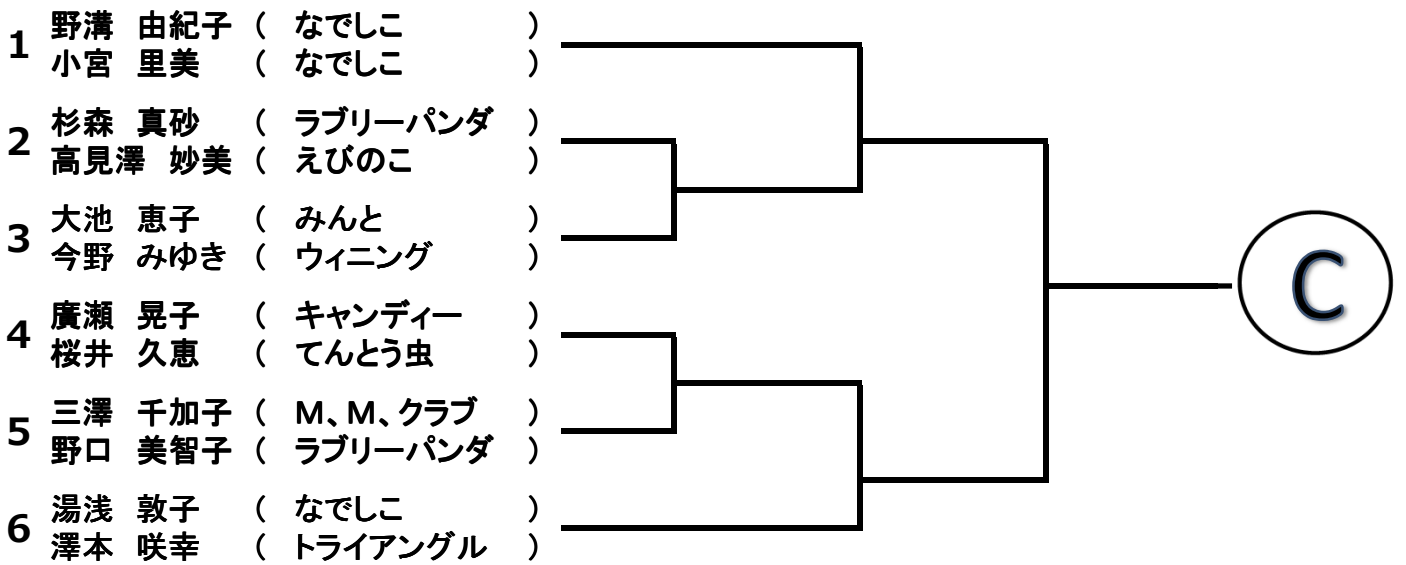 1
野溝 由紀子 ( なでしこ )
小宮 里美 ( なでしこ )
2
杉森 真砂 ( ラブリーパンダ )
高見澤 妙美 ( えびのこ )
3
大池 恵子 ( みんと )
今野 みゆき ( ウィニング )
4
廣瀬 晃子 ( キャンディー )
桜井 久恵 ( てんとう虫 )
5
三澤 千加子 ( M、M、クラブ )
野口 美智子 ( ラブリーパンダ )
6
湯浅 敦子 ( なでしこ )
澤本 咲幸 ( トライアングル )
C